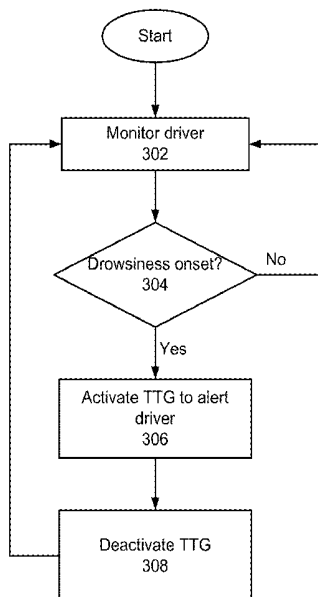 Start
Monitor driver
302
Drowsiness onset?
304
No
Yes
Activate TTG to alert
driver
306
Deactivate TTG
308